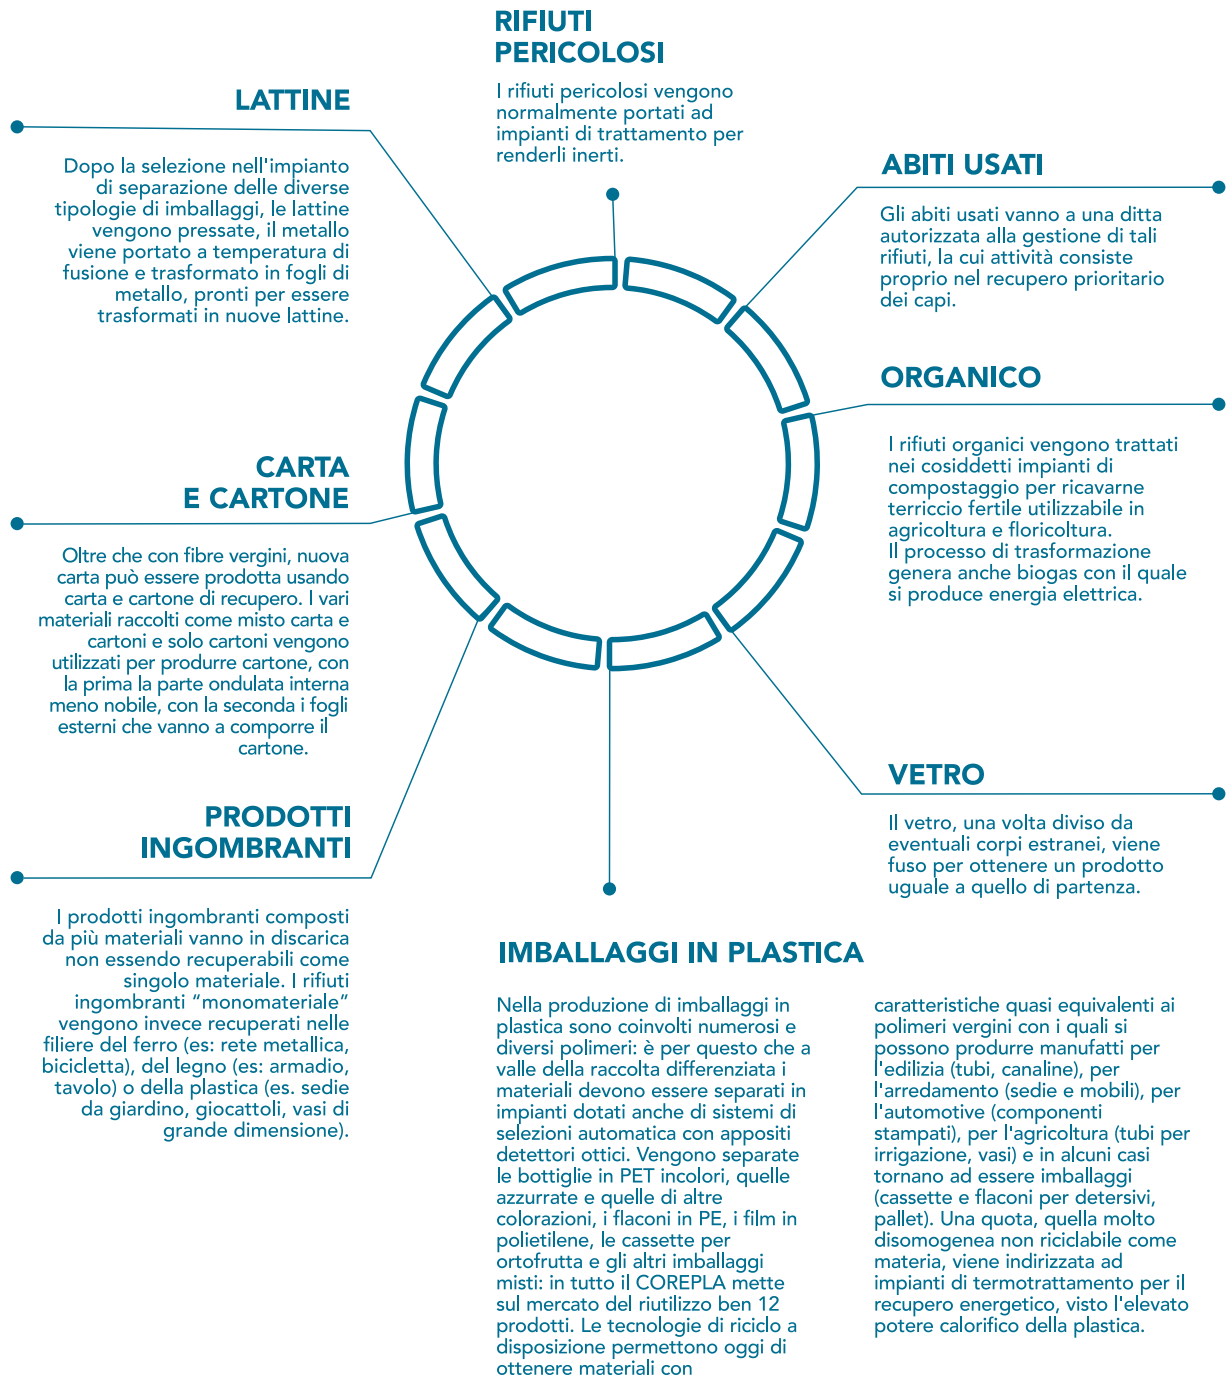 RIFIUTI
PERICOLOSI
I rifiuti pericolosi vengono
normalmente portati ad
impianti di trattamento per
renderli inerti.
LATTINE
Dopo la selezione nell'impianto
di separazione delle diverse
tipologie di imballaggi, le lattine
vengono pressate, il metallo
viene portato a temperatura di
fusione e trasformato in fogli di
metallo, pronti per essere
trasformati in nuove lattine.
ABITI USATI
Gli abiti usati vanno a una ditta
autorizzata alla gestione di tali
rifiuti, la cui attività consiste
proprio nel recupero prioritario
dei capi.
ORGANICO
I rifiuti organici vengono trattati
nei cosiddetti impianti di
compostaggio per ricavarne
terriccio fertile utilizzabile in
agricoltura e floricoltura.
Il processo di trasformazione
genera anche biogas con il quale
si produce energia elettrica.
CARTA
E CARTONE
Oltre che con fibre vergini, nuova
carta può essere prodotta usando
carta e cartone di recupero. I vari
materiali raccolti come misto carta e
cartoni e solo cartoni vengono
utilizzati per produrre cartone, con
la prima la parte ondulata interna
meno nobile, con la seconda i fogli
esterni che vanno a comporre il
cartone.
VETRO
Il vetro, una volta diviso da
eventuali corpi estranei, viene
fuso per ottenere un prodotto
uguale a quello di partenza.
PRODOTTI
INGOMBRANTI
I prodotti ingombranti composti
da più materiali vanno in discarica
non essendo recuperabili come
singolo materiale. I rifiuti
ingombranti “monomateriale”
vengono invece recuperati nelle
filiere del ferro (es: rete metallica,
bicicletta), del legno (es: armadio,
tavolo) o della plastica (es. sedie
da giardino, giocattoli, vasi di
grande dimensione).
IMBALLAGGI IN PLASTICA
Nella produzione di imballaggi in
plastica sono coinvolti numerosi e
diversi polimeri: è per questo che a
valle della raccolta differenziata i
materiali devono essere separati in
impianti dotati anche di sistemi di
selezioni automatica con appositi
detettori ottici. Vengono separate
le bottiglie in PET incolori, quelle
azzurrate e quelle di altre
colorazioni, i flaconi in PE, i film in
polietilene, le cassette per
ortofrutta e gli altri imballaggi
misti: in tutto il COREPLA mette
sul mercato del riutilizzo ben 12
prodotti. Le tecnologie di riciclo a
disposizione permettono oggi di
ottenere materiali con
caratteristiche quasi equivalenti ai
polimeri vergini con i quali si
possono produrre manufatti per
l'edilizia (tubi, canaline), per
l'arredamento (sedie e mobili), per
l'automotive (componenti
stampati), per l'agricoltura (tubi per
irrigazione, vasi) e in alcuni casi
tornano ad essere imballaggi
(cassette e flaconi per detersivi,
pallet). Una quota, quella molto
disomogenea non riciclabile come
materia, viene indirizzata ad
impianti di termotrattamento per il
recupero energetico, visto l'elevato
potere calorifico della plastica.